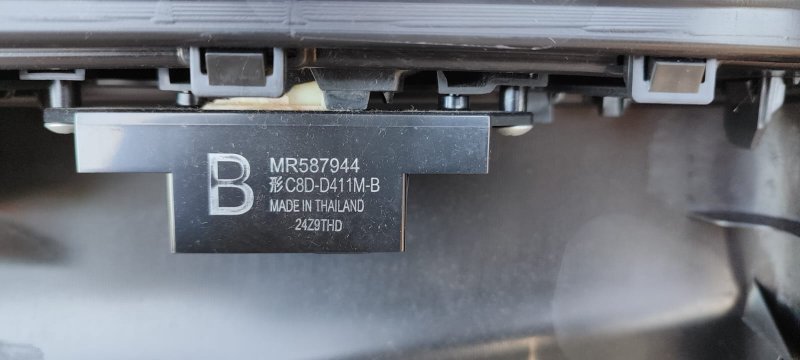 B
MR587944
形C8D-D411M-B
MADE IN THAILAND
24Z9THD